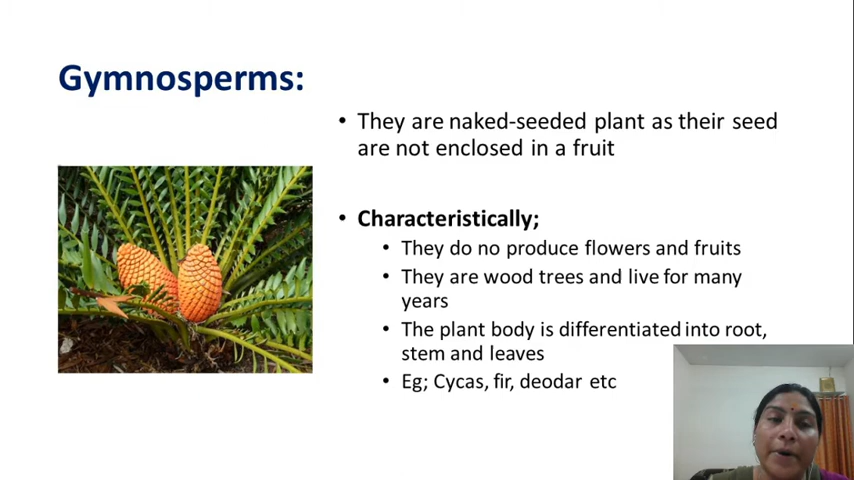 Gymnosperms:
• They are naked-seeded plant as their seed
are not enclosed in a fruit
• Characteristically;
• They do no produce flowers and fruits
• They are wood trees and live for many
years
• The plant body is differentiated into root,
stem and leaves
• Eg; Cycas, fir, deodar etc